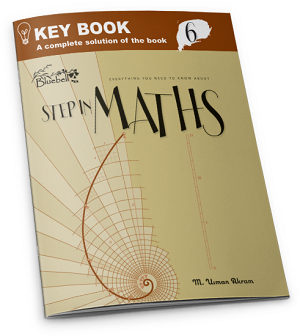 KEY BOOK
A complete solution of the book
6
Bluebell
EVERYTHING YOU NEED TO KNOW ABOUT
STEP IN MATHS
M. Usman Akram